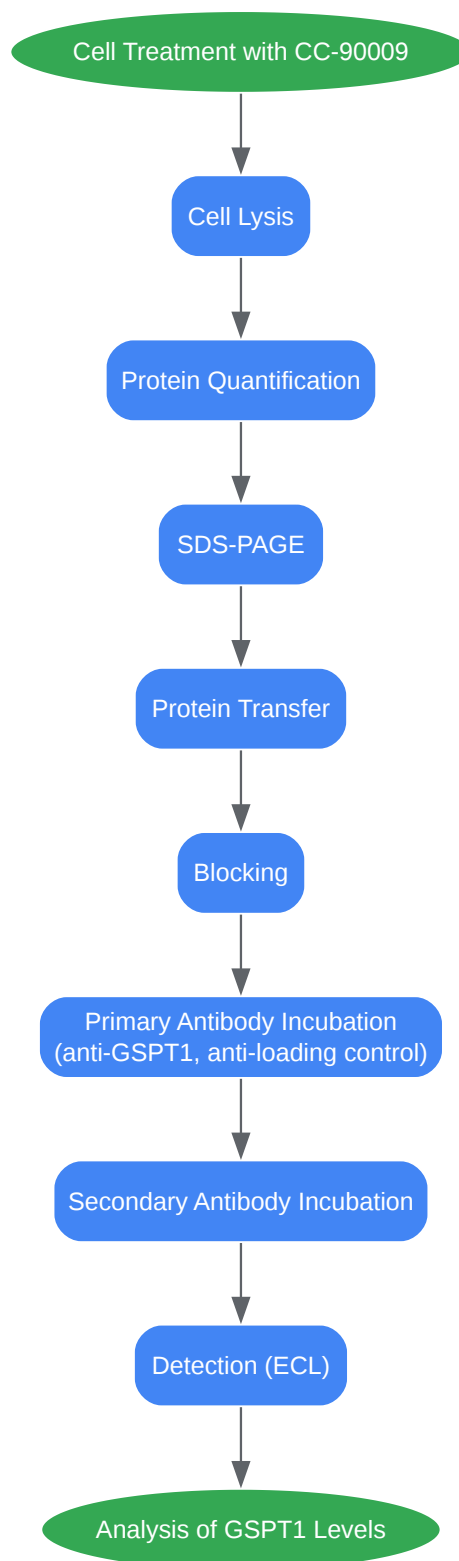 Cell Treatment with CC-90009
Cell Lysis
Protein Quantification
SDS-PAGE
Protein Transfer
Blocking
Primary Antibody Incubation
(anti-GSPT1, anti-loading control)
Secondary Antibody Incubation
Detection (ECL)
Analysis of GSPT1 Levels